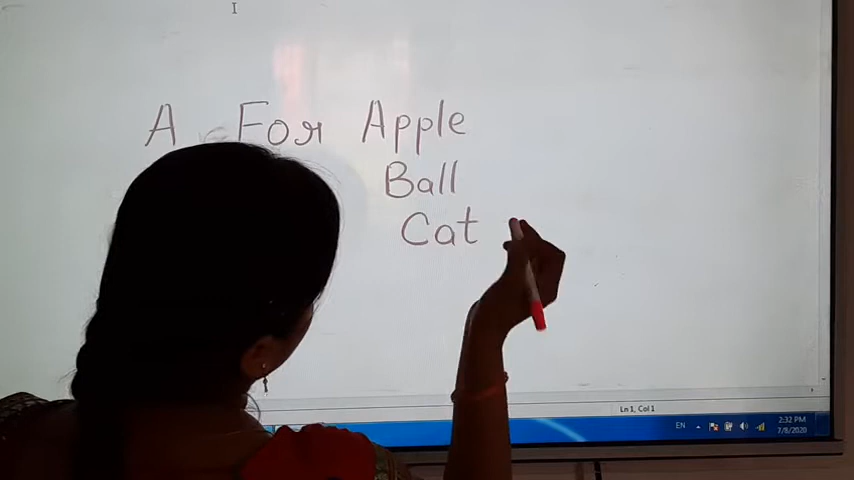 A For Apple
Ball
Cat
Ln 1, Col 1
EN
2:32 PM
7/8/2020